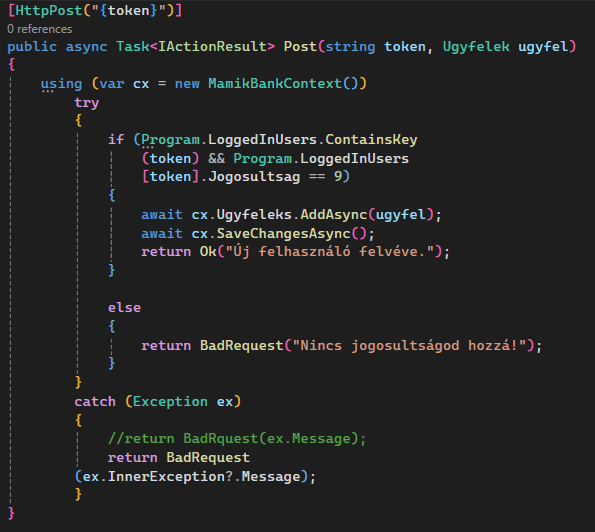 [HttpPost("{token}")]
0 references
public async Task<IActionResult> Post(string token, Ugyfelek ugyfel)
{
using (var cx = new MamikBankContext())
try
{
if (Program.LoggedInUsers.ContainsKey
(token) && Program.LoggedInUsers
[token].Jogosultsag == 9)
{
await cx.Ugyfeleks.AddAsync(ugyfel);
await cx.SaveChangesAsync();
return Ok("Új felhasználó felvéve.");
}
else
{
return BadRequest("Nincs jogosultságod hozzá!");
}
}
catch (Exception ex)
{
//return BadRquest(ex.Message);
return BadRequest
(ex.InnerException?.Message);
}
}